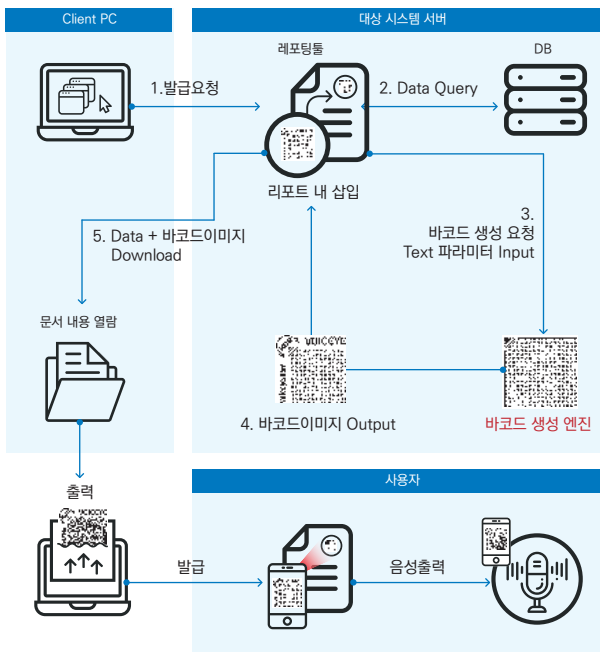 Client PC
대상 시스템 서버
레포팅툴
DB
1.발급요청
2. Data Query
리포트 내 삽입
3.
바코드 생성 요청
Text 파라미터 Input
5. Data + 바코드이미지
Download
문서 내용 열람
VOICEYE
4. 바코드이미지 Output
바코드 생성 엔진
출력
사용자
발급
음성출력